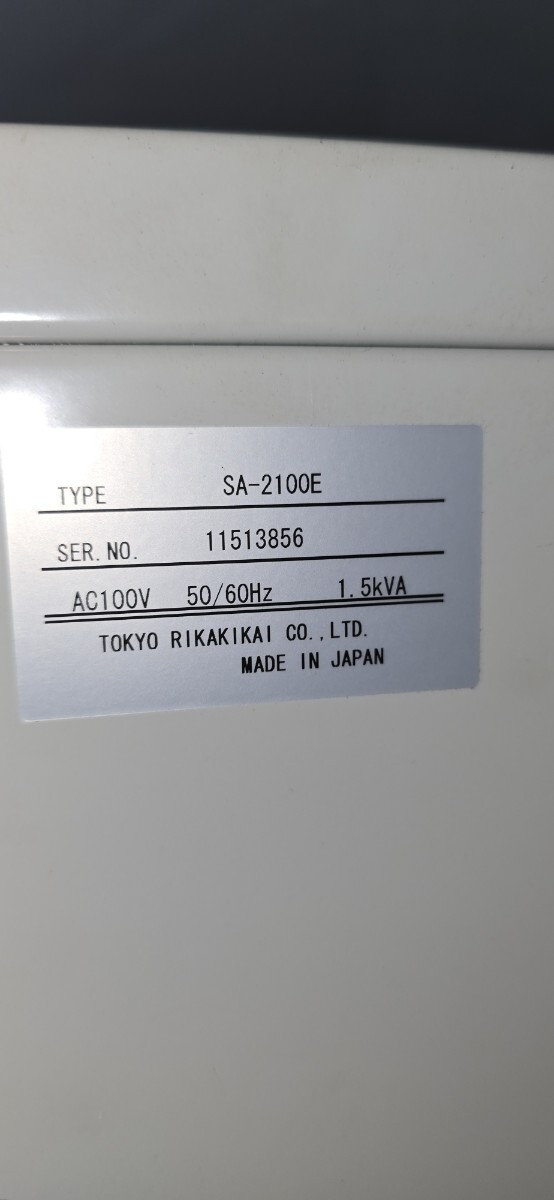 TYPE SA-2100E
SER. NO. 11513856
AC100V 50/60Hz 1.5kVA
TOKYO RIKAKIKAI CO.,LTD.
MADE IN JAPAN